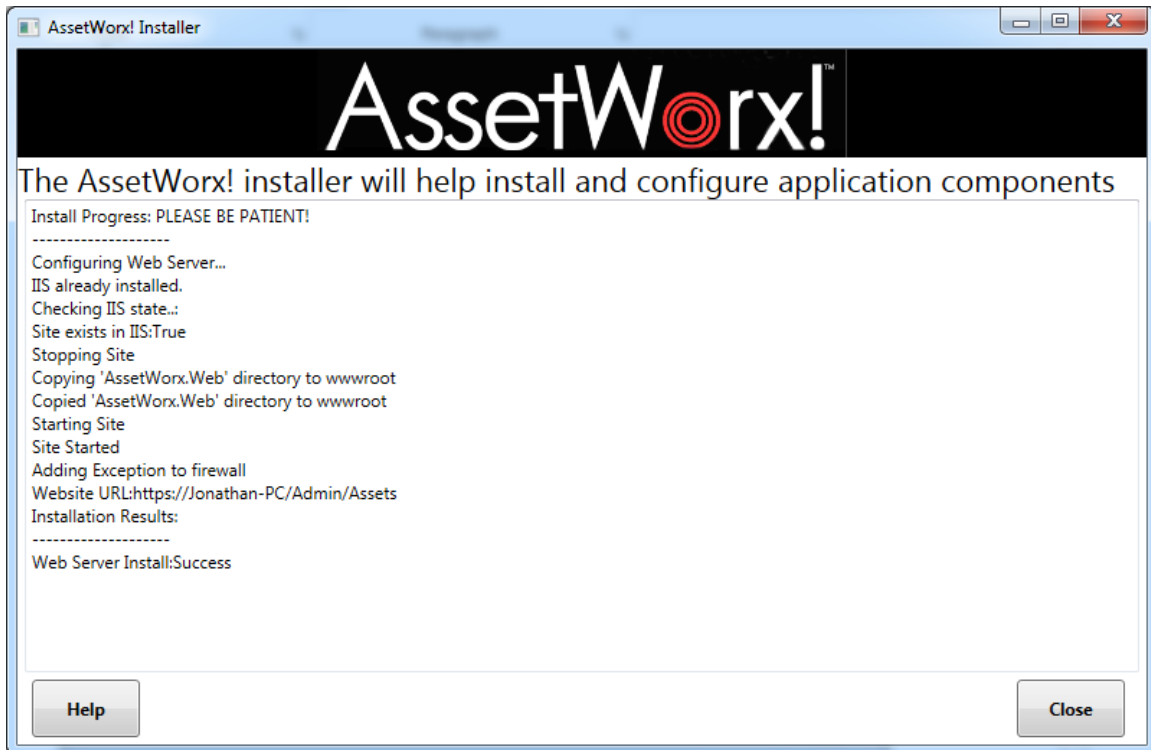 AssetWorx! Installer
AssetWorx!™
The AssetWorx! installer will help install and configure application components
Install Progress: PLEASE BE PATIENT!
--------------------
Configuring Web Server...
IIS already installed.
Checking IIS state..:
Site exists in IIS:True
Stopping Site
Copying 'AssetWorx.Web' directory to wwwroot
Copied 'AssetWorx.Web' directory to wwwroot
Starting Site
Site Started
Adding Exception to firewall
Website URL:https://Jonathan-PC/Admin/Assets
Installation Results:
--------------------
Web Server Install:Success
Help
Close